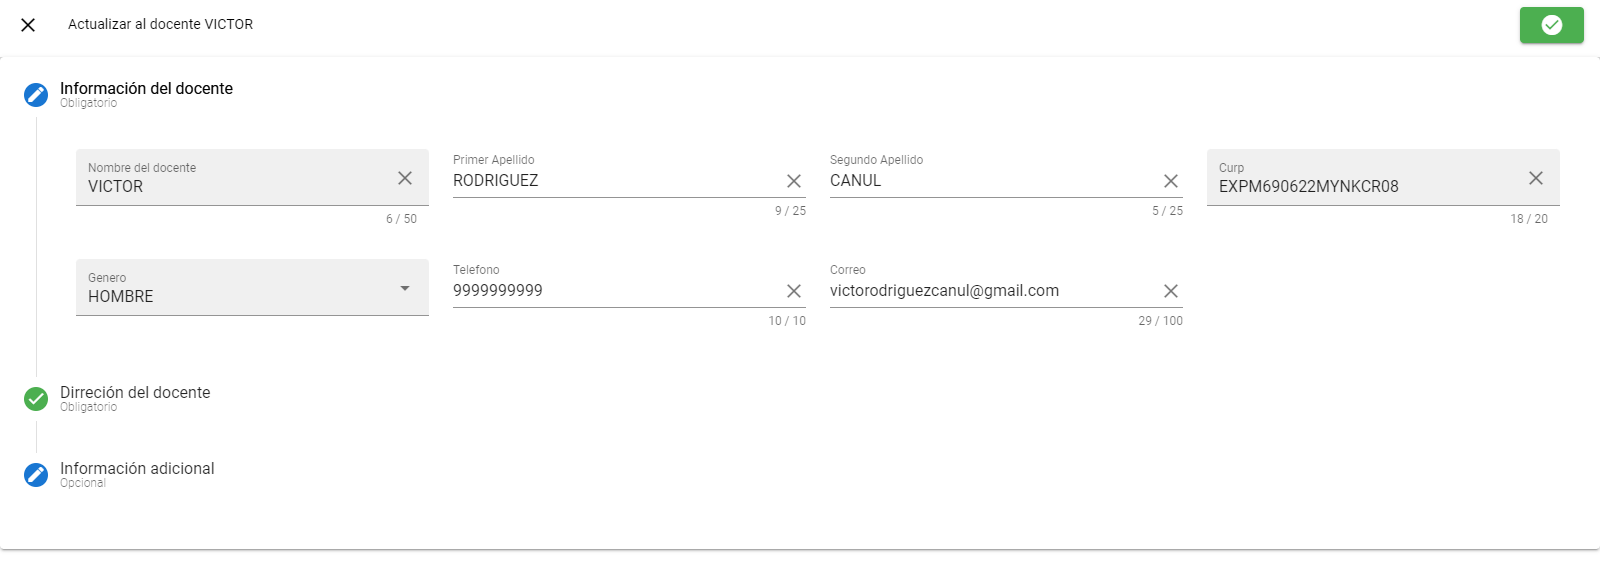 Actualizar al docente VICTOR
Información del docente
Obligatorio
Nombre del docente
VICTOR
6 / 50
Primer Apellido
RODRIGUEZ
9 / 25
Segundo Apellido
CANUL
5 / 25
Curp
EXPM690622MYNKCR08
18 / 20
Genero
HOMBRE
Telefono
9999999999
10 / 10
Correo
victorodriguezcanul@gmail.com
29 / 100
Dirreción del docente
Obligatorio
Información adicional
Opcional